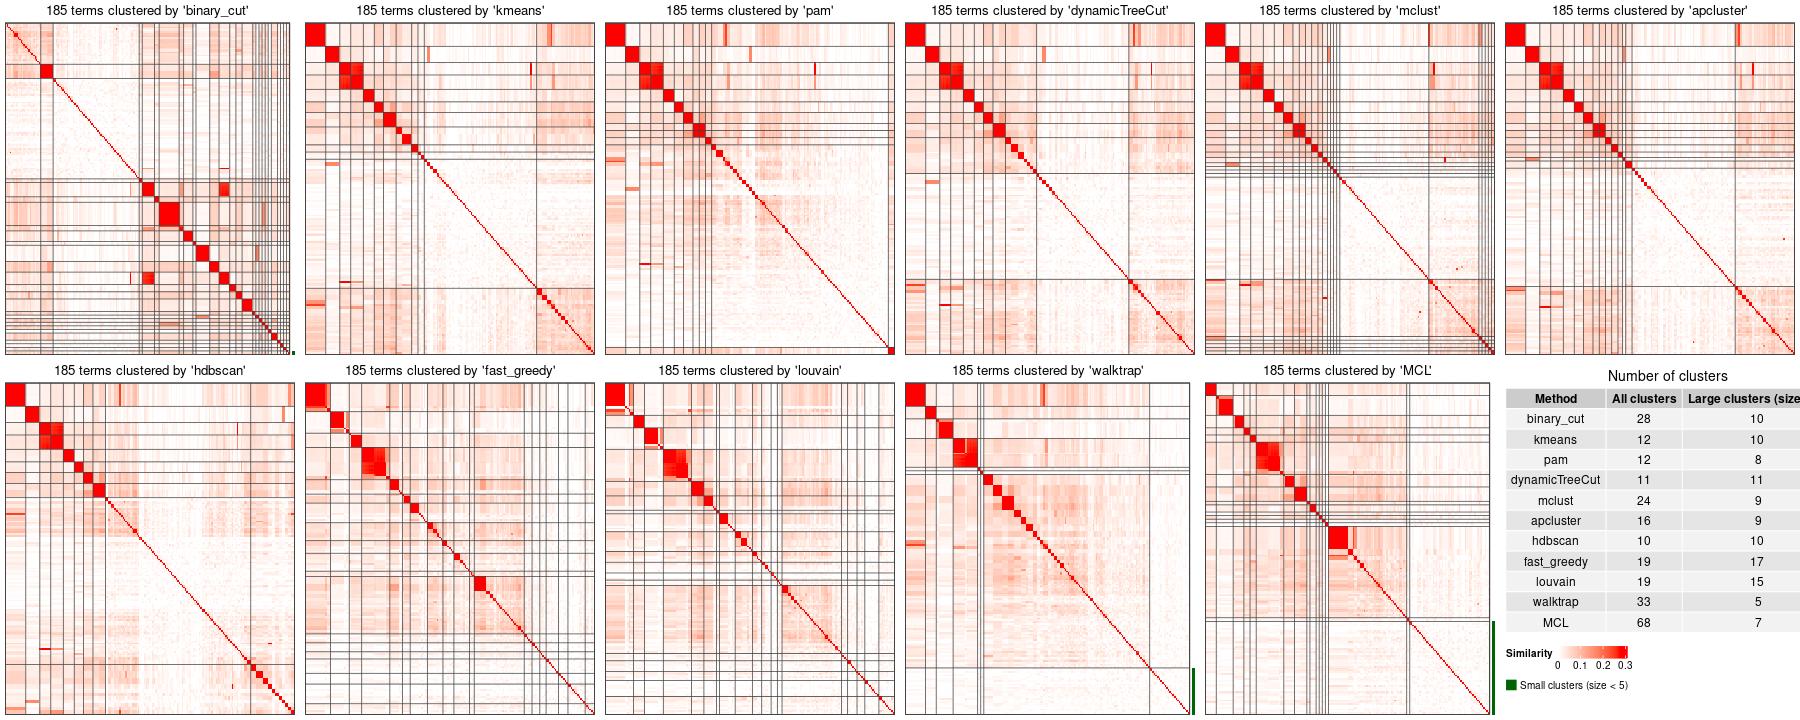 185 terms clustered by 'binary_cut'
185 terms clustered by 'kmeans'
185 terms clustered by 'pam'
185 terms clustered by 'dynamicTreeCut'
185 terms clustered by 'mclust'
185 terms clustered by 'apcluster'
185 terms clustered by 'hdbscan'
185 terms clustered by 'fast_greedy'
185 terms clustered by 'louvain'
185 terms clustered by 'walktrap'
185 terms clustered by 'MCL'
Number of clusters
Method All clusters Large clusters (size
binary_cut 28 10
kmeans 12 10
pam 12 8
dynamicTreeCut 11 11
mclust 24 9
apcluster 16 9
hdbscan 10 10
fast_greedy 19 17
louvain 19 15
walktrap 33 5
MCL 68 7
Similarity
0 0.1 0.2 0.3
Small clusters (size < 5)